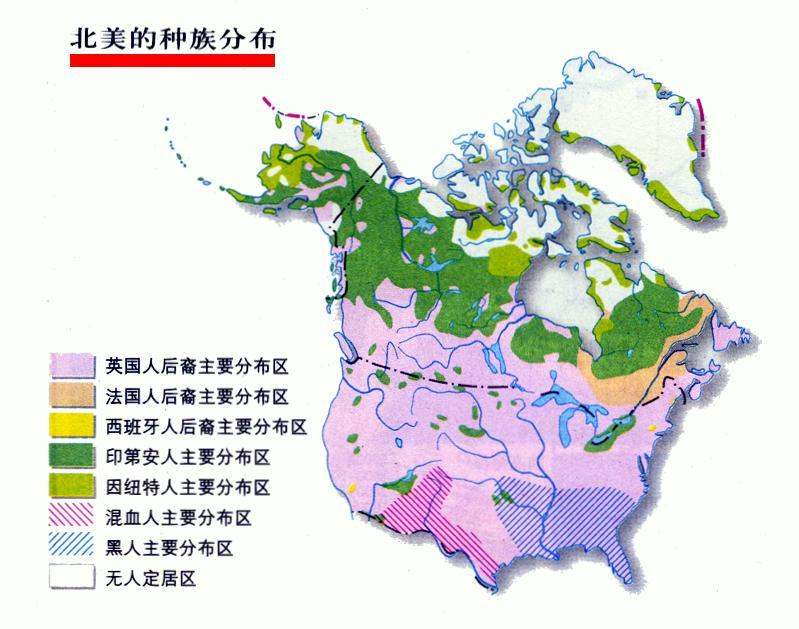 北美的种族分布
英国人后裔主要分布区
法国人后裔主要分布区
西班牙人后裔主要分布区
印第安人主要分布区
因纽特人主要分布区
混血人主要分布区
黑人主要分布区
无人定居区